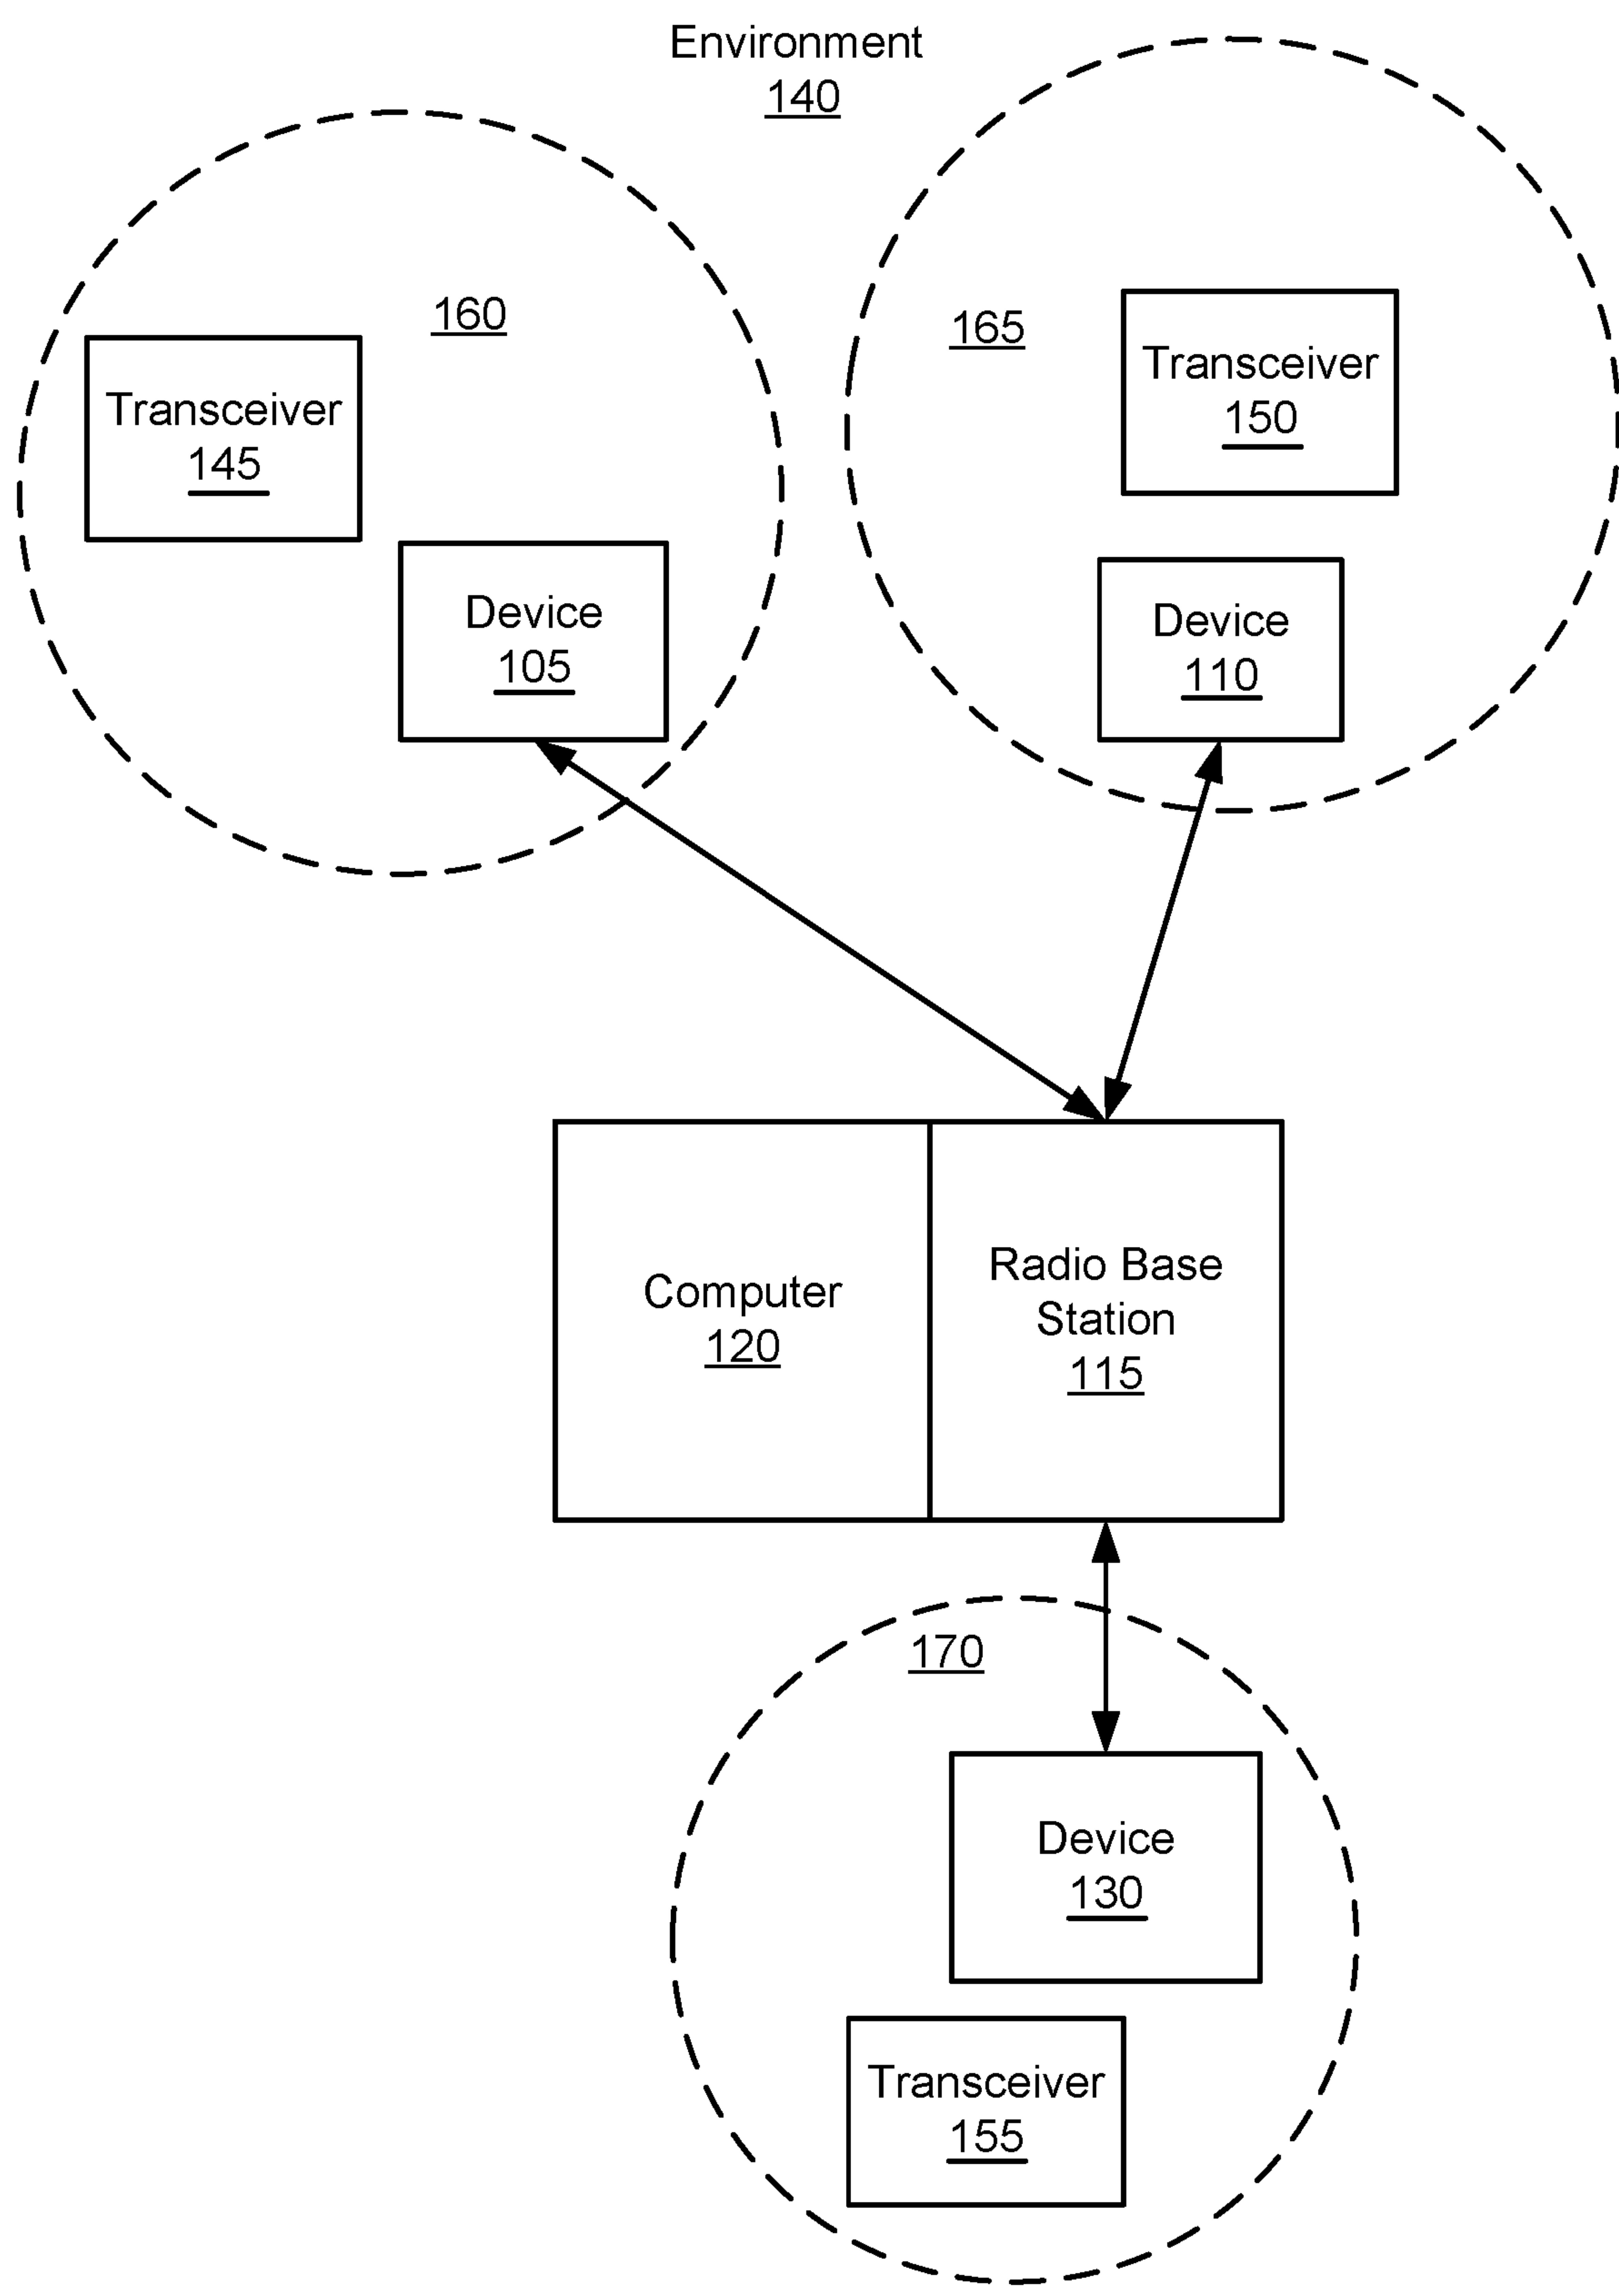 Environment
140
160
165
Transceiver
150
Transceiver
145
Device
105
Device
110
Computer
120
Radio Base
Station
115
170
Device
130
Transceiver
155